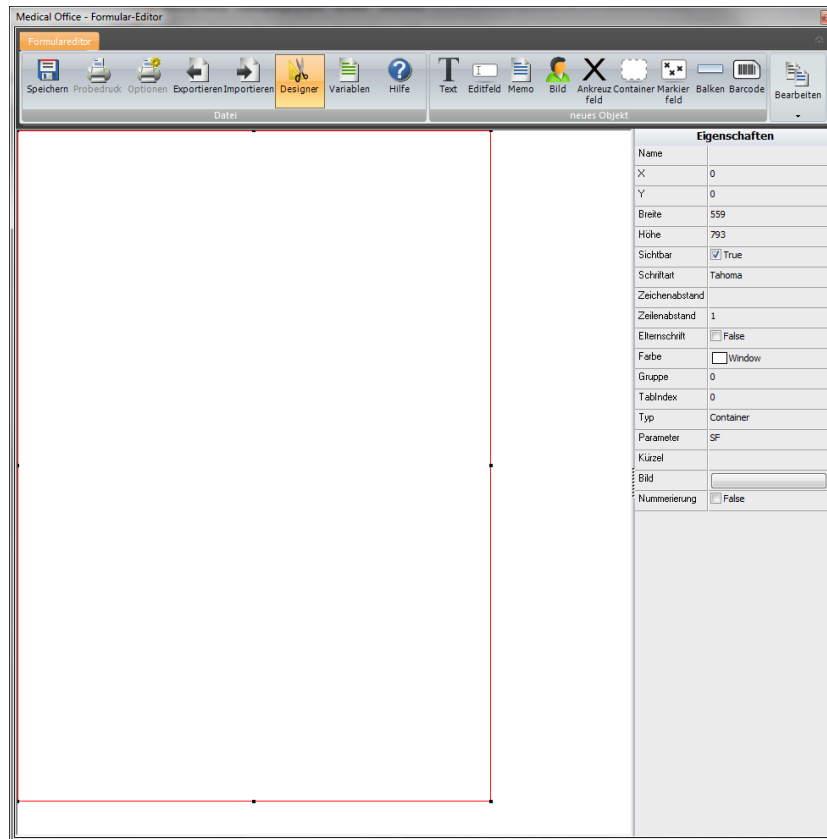 Medical Office - Formular-Editor
Formulareditor
Speichern Probedruck Optionen Exportieren Importieren Designer Variablen Hilfe Text Editfeld Memo Bild Ankreuz feld Container Markier feld Balken Barcode Bearbeiten
Datei neues Objekt
Eigenschaften
Name
X 0
Y 0
Breite 559
Höhe 793
Sichtbar True
Schriftart Tahoma
Zeichenabstand
Zeilenabstand 1
Elternschrift False
Farbe Window
Gruppe 0
TabIndex 0
Typ Container
Parameter SF
Kürzel
Bild
Nummerierung False